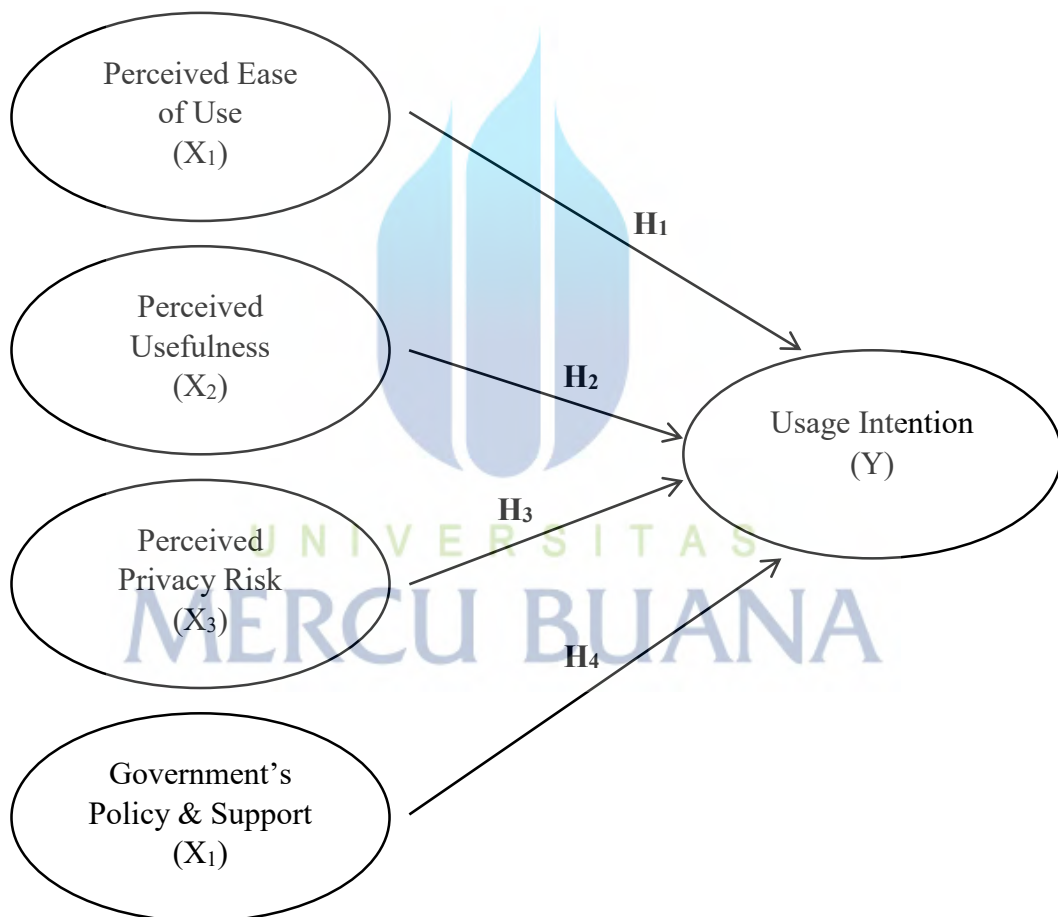 Perceived Ease
of Use
(X₁)
H₁
Perceived
Usefulness
(X₂)
H₂
Usage Intention
(Y)
H₃
Perceived
Privacy Risk
(X₃)
UNIVERSITAS
MERCU BUANA
H₄
Government’s
Policy & Support
(X₁)